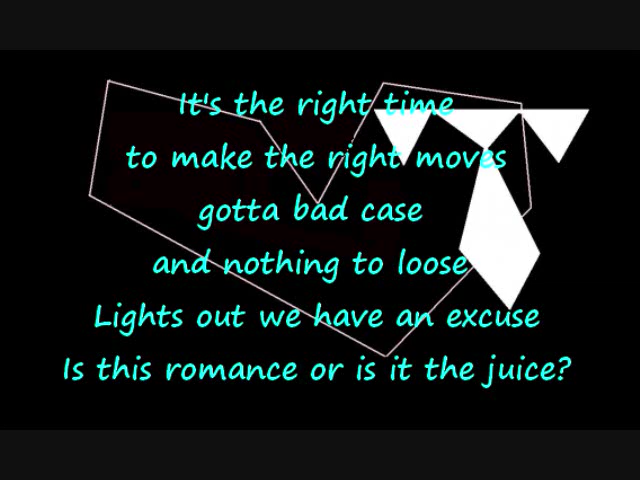 It's the right time
to make the right moves
gotta bad case
and nothing to loose
Lights out we have an excuse
Is this romance or is it the juice?